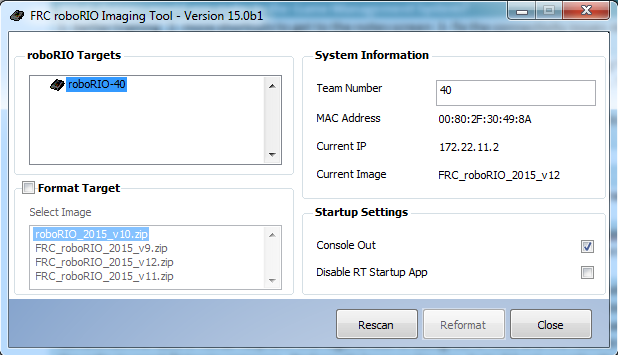 FRC roboRIO Imaging Tool - Version 15.0b1
roboRIO Targets
roboRIO-40
Format Target
Select Image
roboRIO_2015_v10.zip
FRC_roboRIO_2015_v9.zip
FRC_roboRIO_2015_v12.zip
FRC_roboRIO_2015_v11.zip
System Information
Team Number
40
MAC Address
00:80:2F:30:49:8A
Current IP
172.22.11.2
Current Image
FRC_roboRIO_2015_v12
Startup Settings
Console Out
Disable RT Startup App
Rescan
Reformat
Close